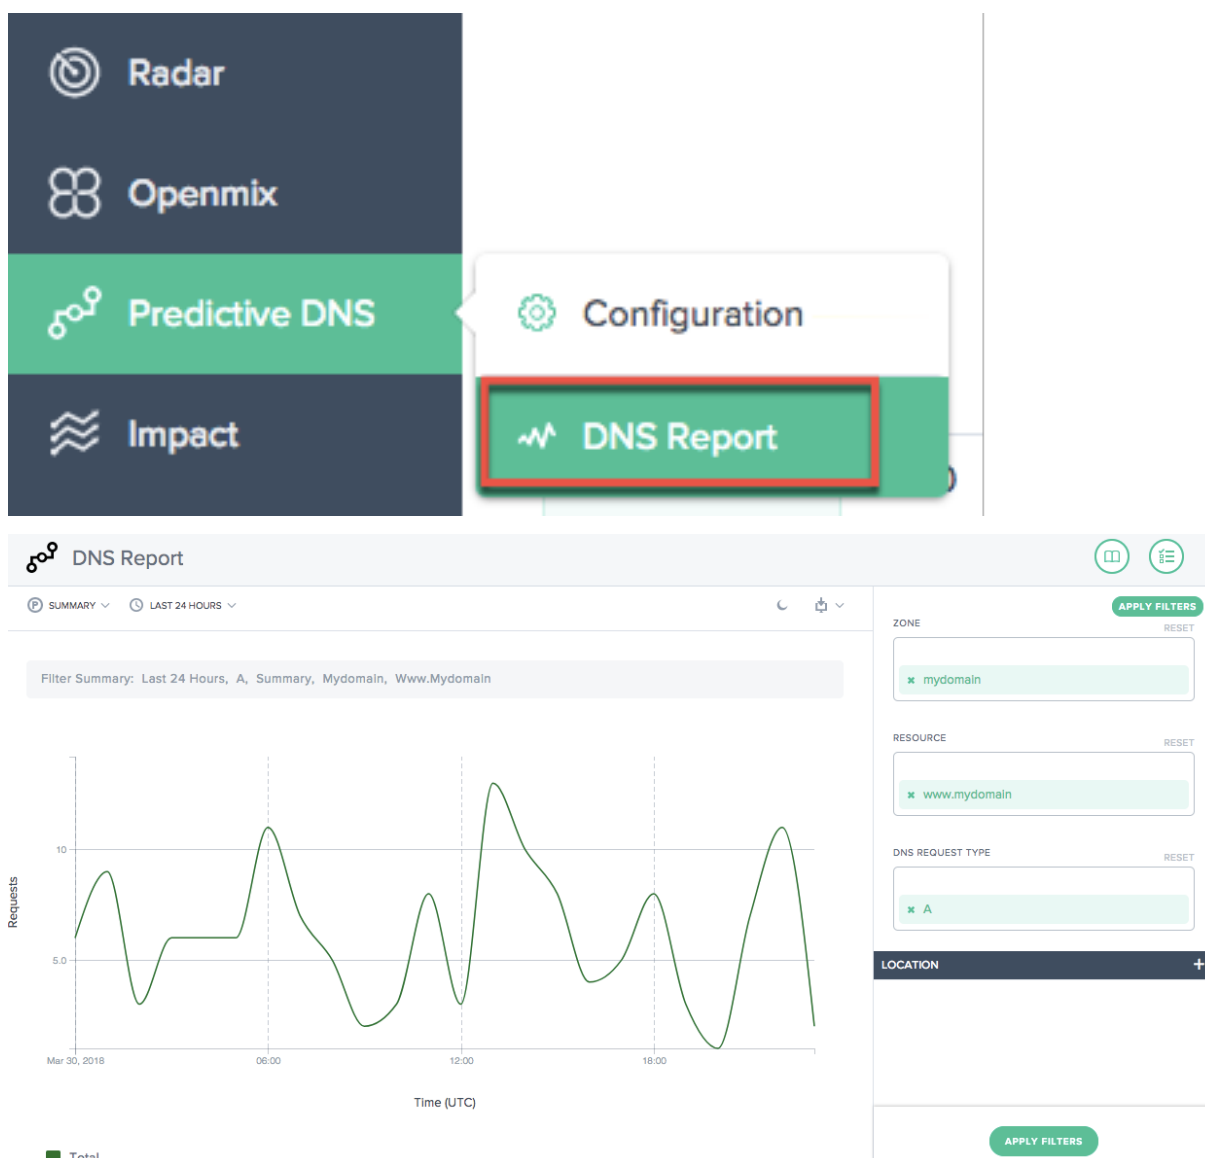 Radar
Openmix
Predictive DNS
Configuration
Impact
DNS Report
DNS Report
SUMMARY
LAST 24 HOURS
APPLY FILTERS
ZONE
RESET
Filter Summary: Last 24 Hours, A, Summary, Mydomain, Www.Mydomain
mydomain
RESOURCE
RESET
www.mydomain
DNS REQUEST TYPE
RESET
A
LOCATION
Requests
10
5.0
Mar 30, 2018
06:00
12:00
18:00
Time (UTC)
Total
APPLY FILTERS